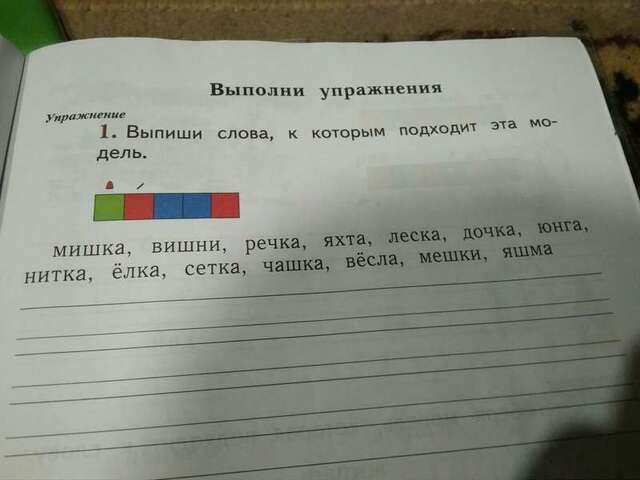 Выполни упражнения
Упражнение
1. Выпиши слова, к которым подходит эта мо-
дель.
мишка, вишни, речка, яхта, леска, дочка, юнга,
нитка, ёлка, сетка, чашка, вёсла, мешки, яшма